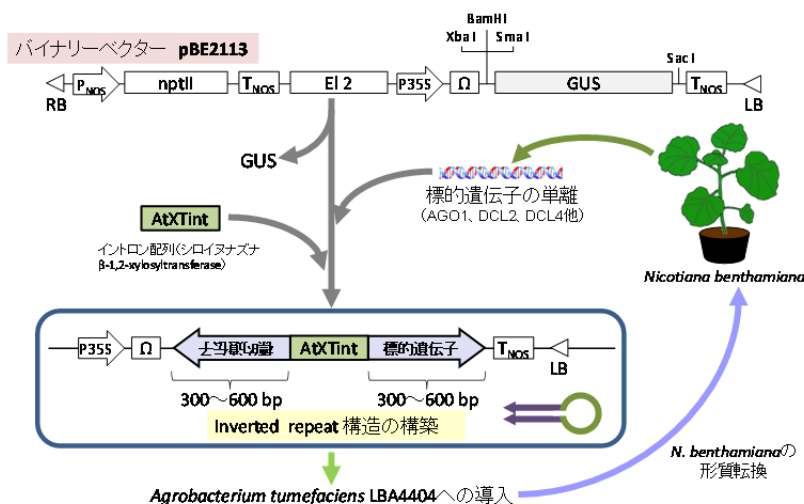 バイナリーベクター pBE2113
BamHI
XbaI
SmaI
SacI
RB
PNOS
nptII
TNOS
El 2
P35S
Ω
GUS
TNOS
LB
GUS
標的遺伝子の単離
(AGO1、DCL2、DCL4他)
AtXTint
イントロン配列(シロイヌナズナ
β-1,2-xylosyltransferase)
Nicotiana benthamiana
P35S
Ω
標的遺伝子
AtXTint
標的遺伝子
TNOS
LB
300～600 bp
300～600 bp
Inverted repeat 構造の構築
N. benthamianaの
形質転換
Agrobacterium tumefaciens LBA4404への導入